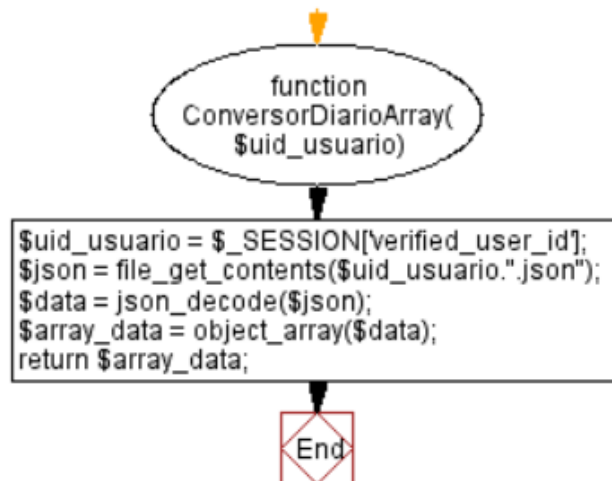 function
ConversorDiarioArray(
$uid_usuario)
$uid_usuario = $_SESSION['verified_user_id'];
$json = file_get_contents($uid_usuario.".json");
$data = json_decode($json);
$array_data = object_array($data);
return $array_data;
End